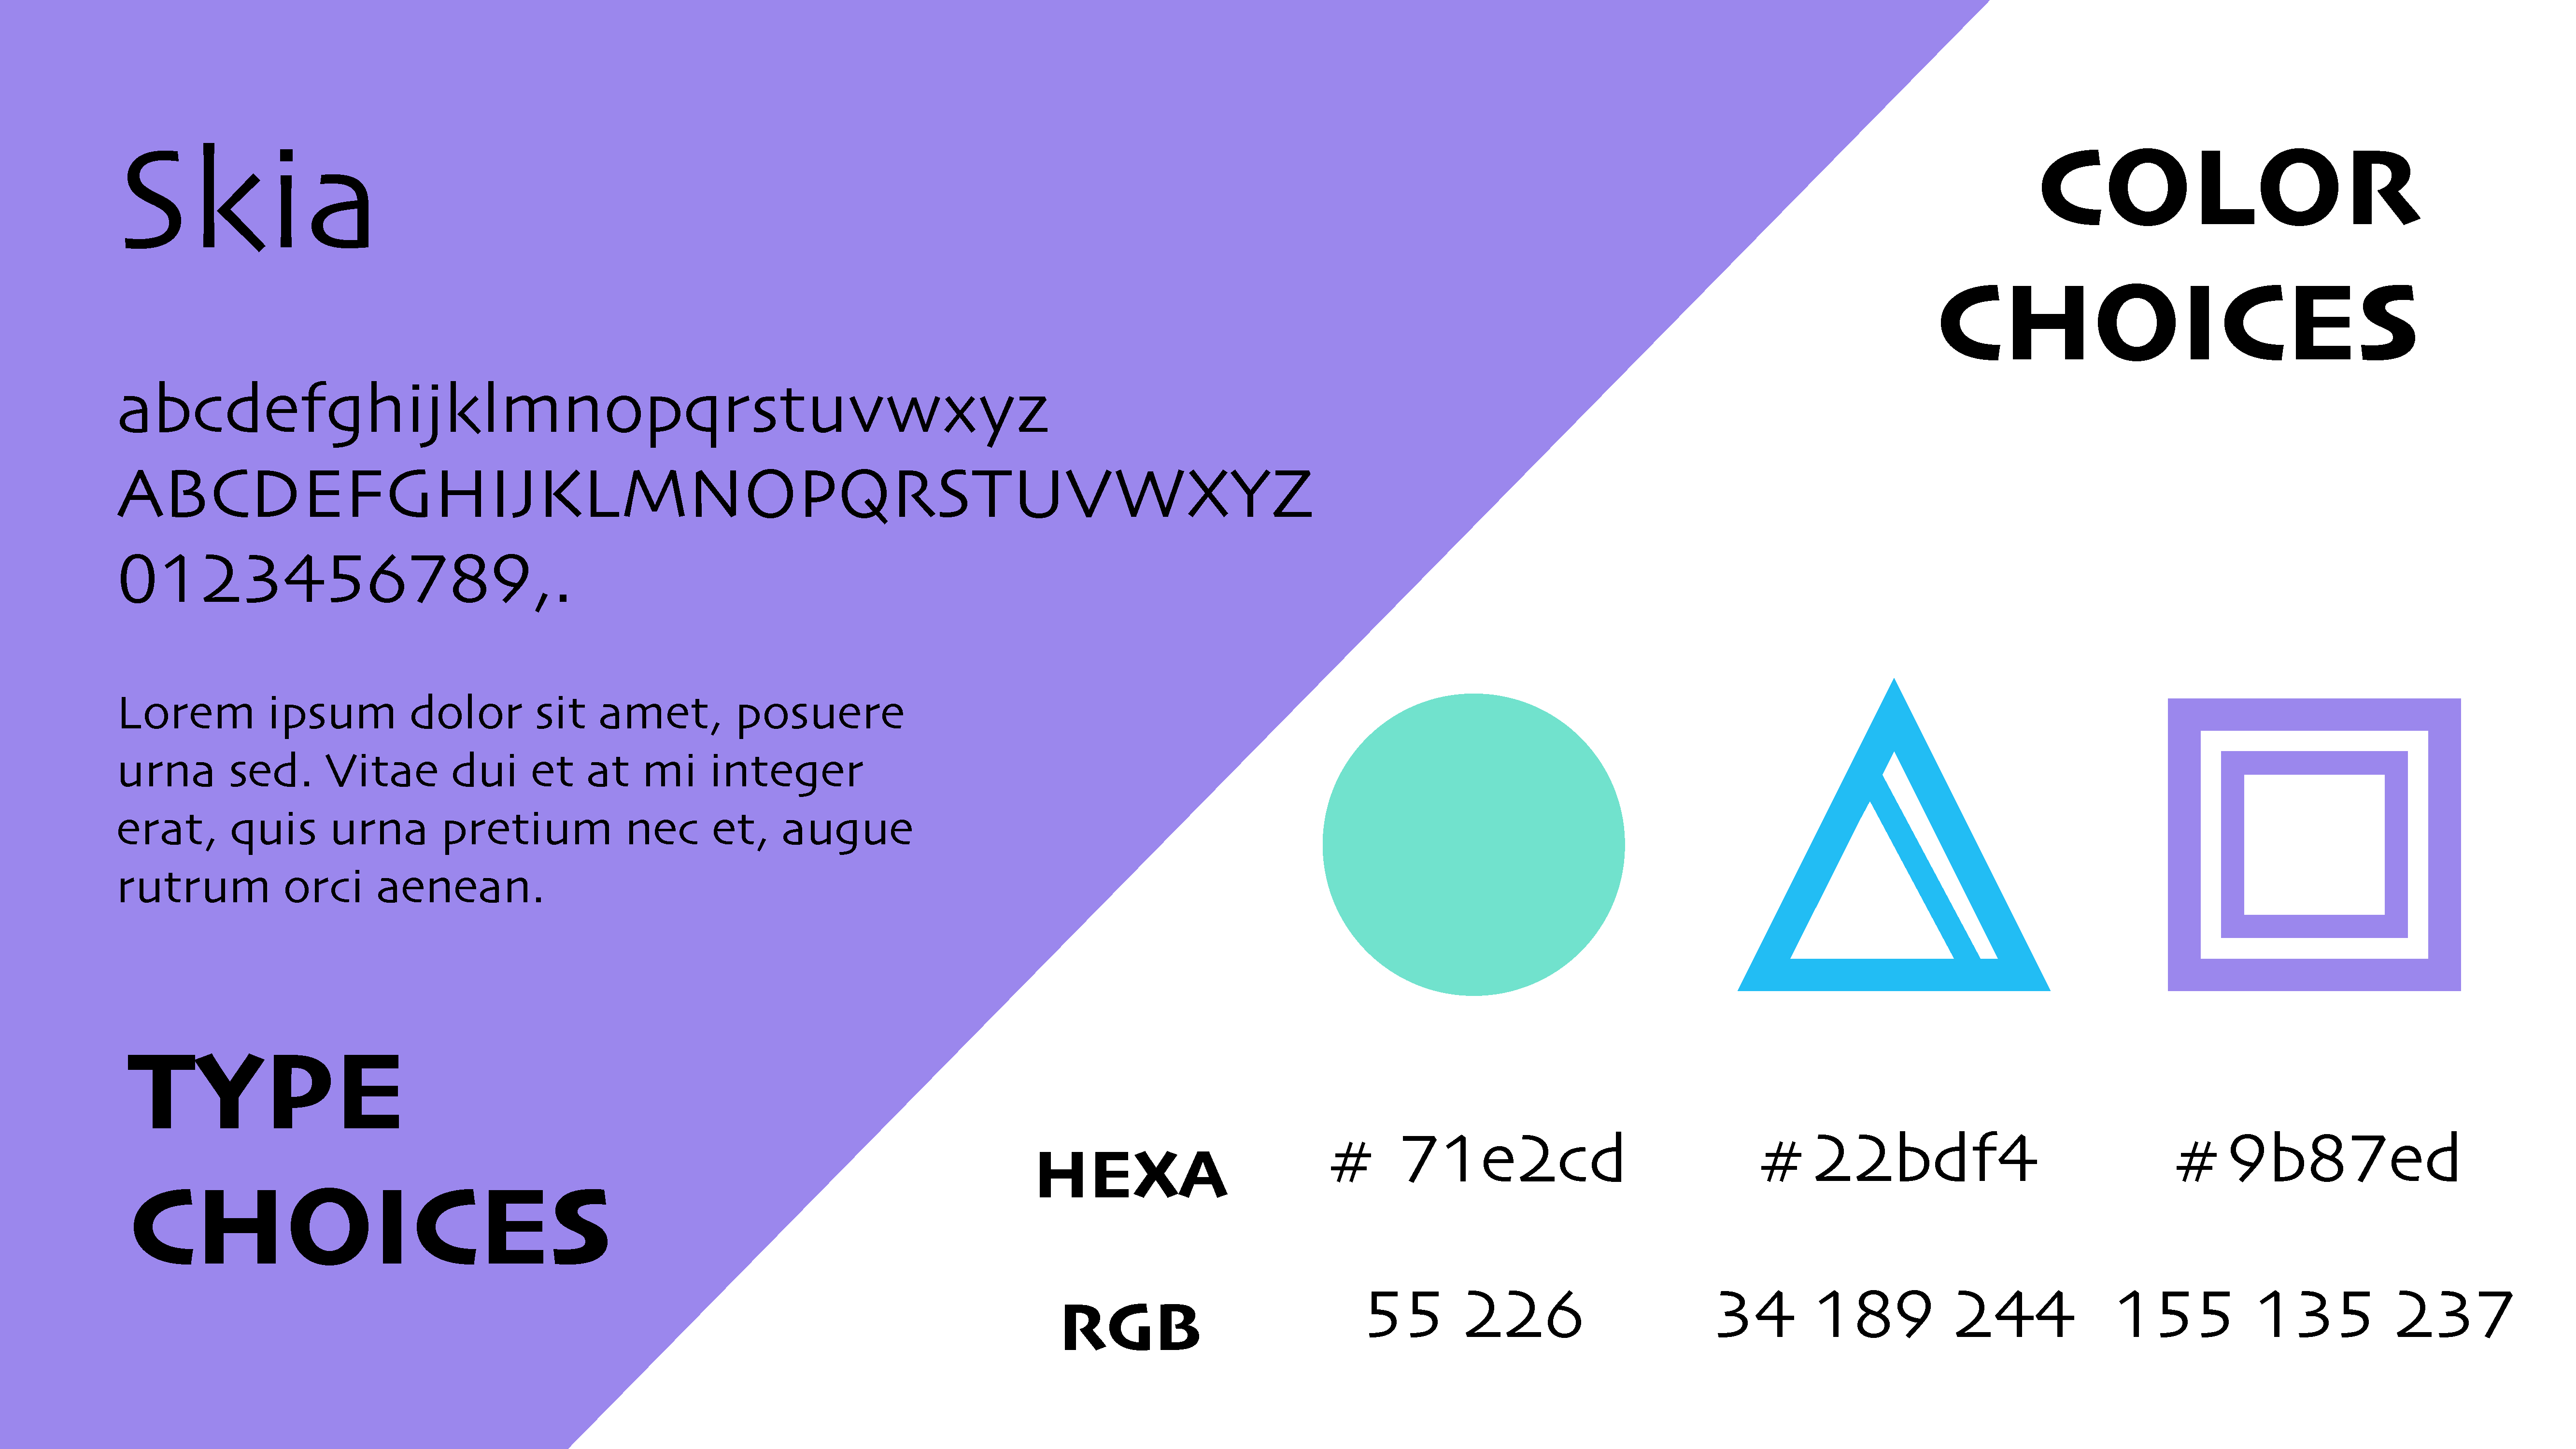 Skia
abcdefghijklmnopqrstuvwxyz
ABCDEFGHIJKLMNOPQRSTUVWXYZ
0123456789,.
Lorem ipsum dolor sit amet, posuere
urna sed. Vitae dui et at mi integer
erat, quis urna pretium nec et, augue
rutrum orci aenean.
TYPE
CHOICES
COLOR
CHOICES
HEXA # 71e2cd #22bdf4 #9b87ed
RGB 55 226 34 189 244 155 135 237